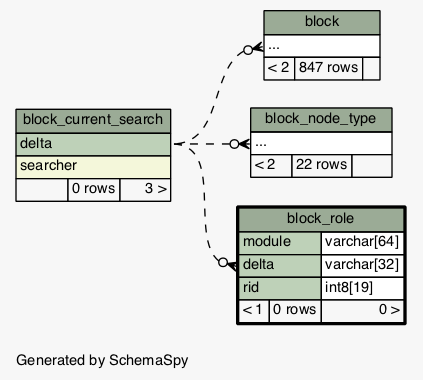 block
...
< 2 847 rows
block_current_search
delta
searcher
0 rows 3 >
block_node_type
...
< 2 22 rows
block_role
module varchar[64]
delta varchar[32]
rid int8[19]
< 1 0 rows 0 >
Generated by SchemaSpy